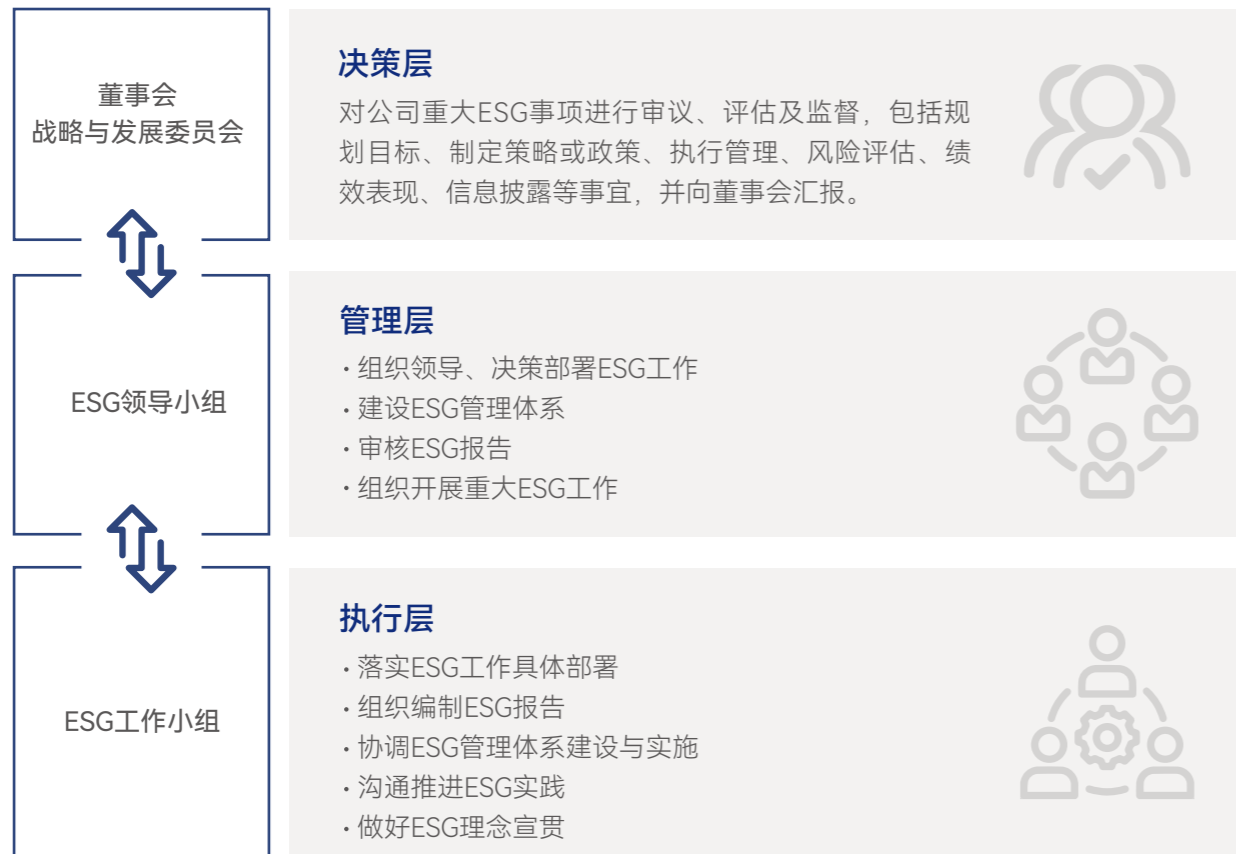 董事会
战略与发展委员会
决策层
对公司重大ESG事项进行审议、评估及监督，包括规
划目标、制定策略或政策、执行管理、风险评估、绩
效表现、信息披露等事宜，并向董事会汇报。
ESG领导小组
管理层
·组织领导、决策部署ESG工作
·建设ESG管理体系
·审核ESG报告
·组织开展重大ESG工作
ESG工作小组
执行层
·落实ESG工作具体部署
·组织编制ESG报告
·协调ESG管理体系建设与实施
·沟通推进ESG实践
·做好ESG理念宣贯